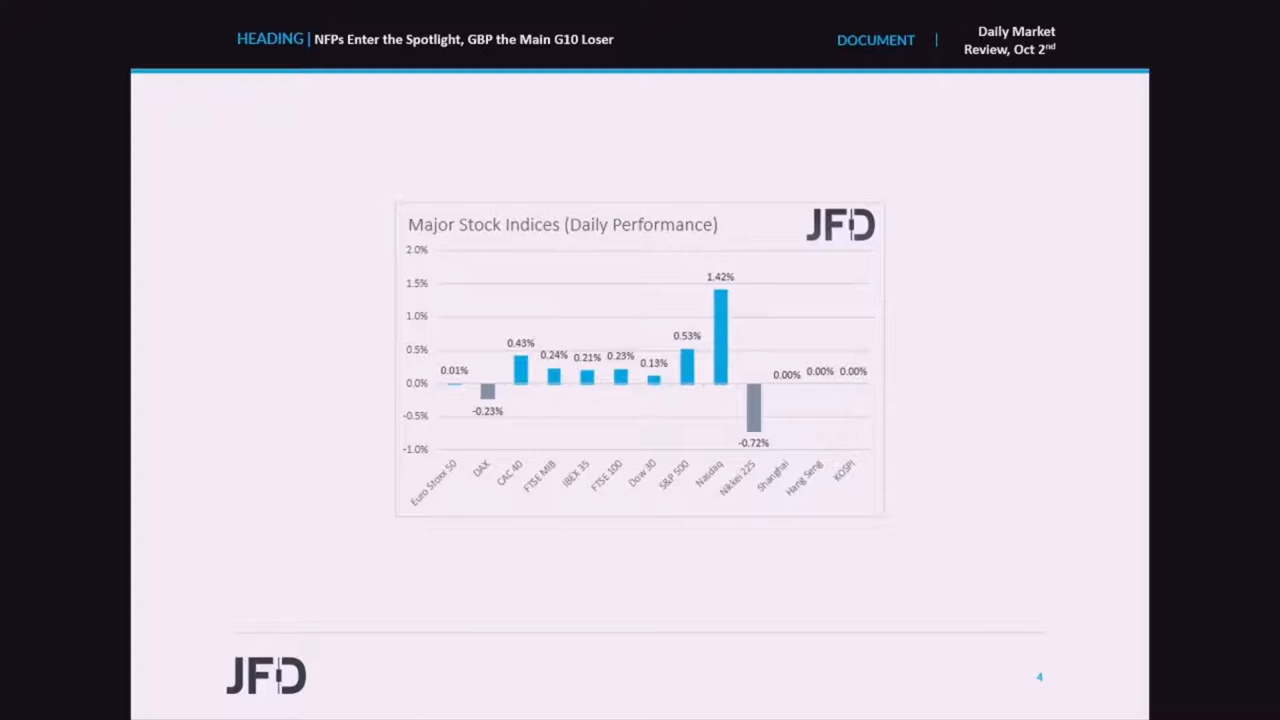 HEADING | NFPs Enter the Spotlight, GBP the Main G10 Loser
DOCUMENT | Daily Market
Review, Oct 2nd
Major Stock Indices (Daily Performance)
JFD
2.0%
1.5%
1.0%
0.5%
0.0%
-0.5%
-1.0%
0.01%
-0.23%
0.43%
0.24%
0.21%
0.23%
0.13%
0.53%
1.42%
-0.72%
0.00%
0.00%
0.00%
Euro Stoxx 50
DAX
CAC 40
FTSE MIB
IBEX 35
FTSE 100
Dow 30
S&P 500
Nasdaq
Nikkei 225
Shanghai
Hang Seng
KOSPI
JFD
4